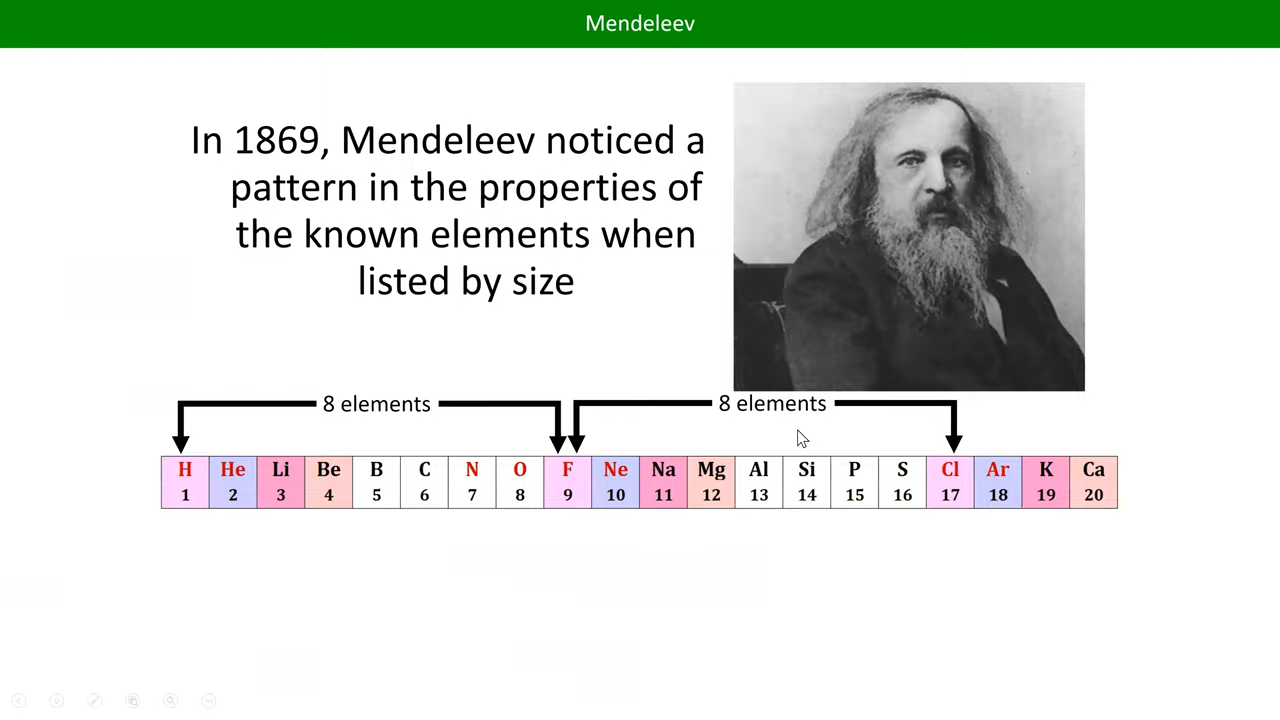 Mendeleev
In 1869, Mendeleev noticed a
pattern in the properties of
the known elements when
listed by size
8 elements 8 elements
H He Li Be B C N O F Ne Na Mg Al Si P S Cl Ar K Ca
1 2 3 4 5 6 7 8 9 10 11 12 13 14 15 16 17 18 19 20